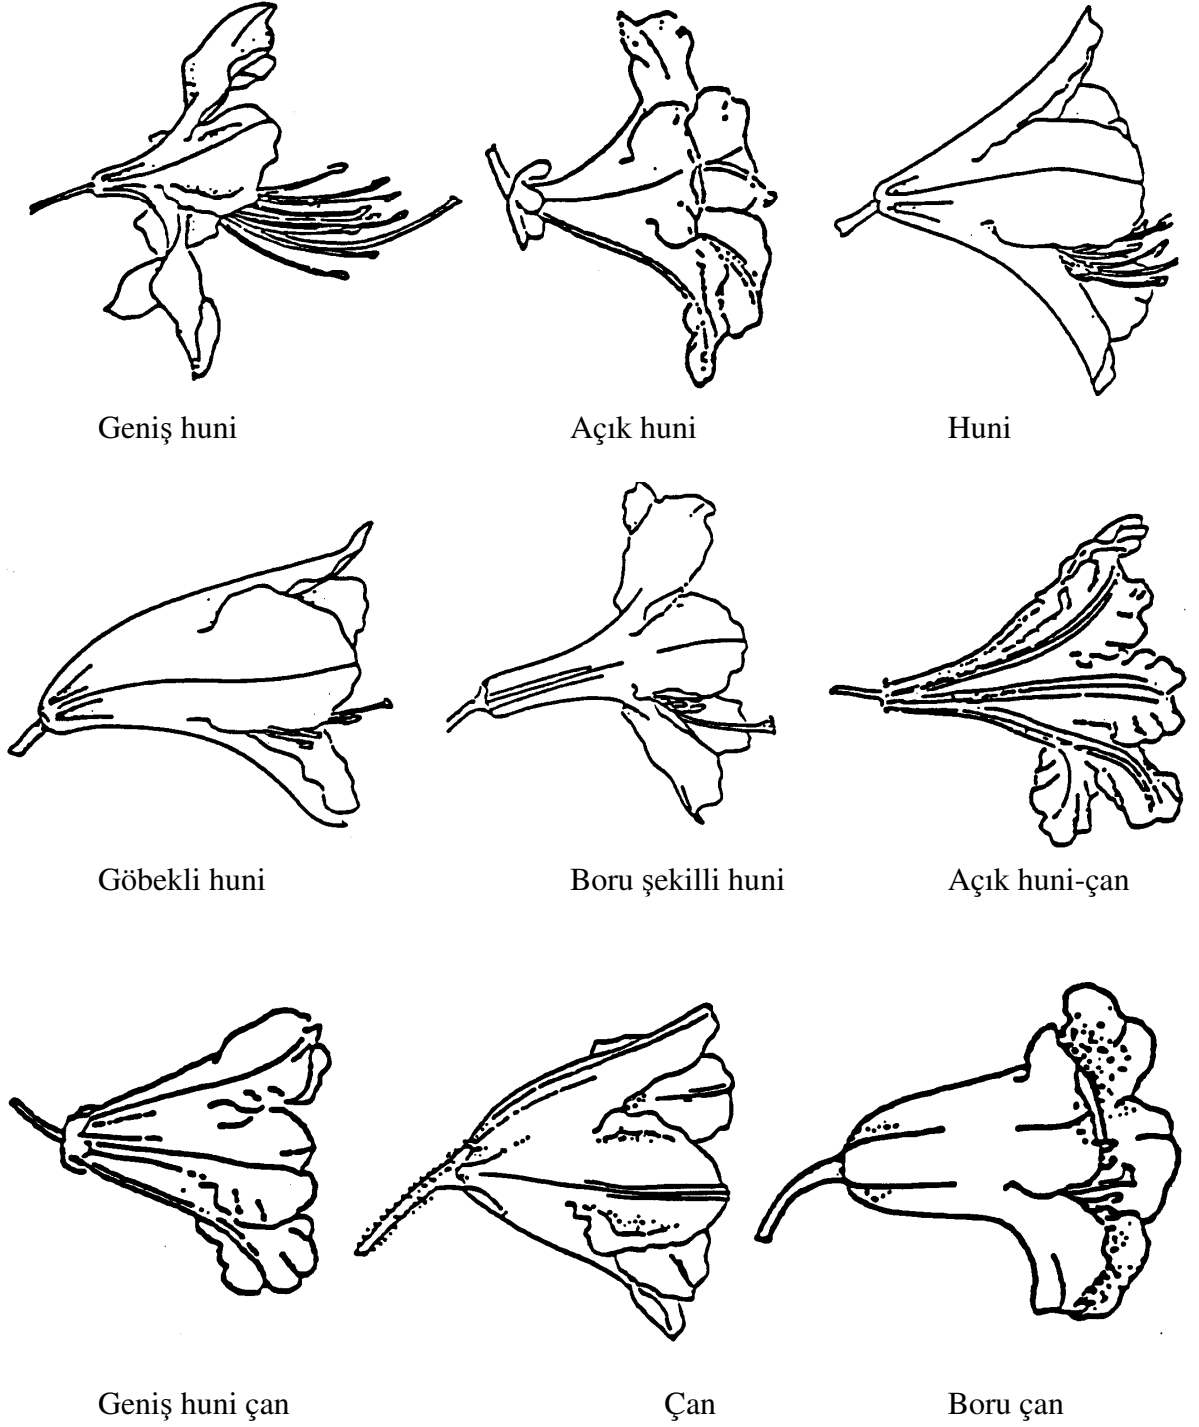 Geniş huni
Açık huni
Huni
Göbekli huni
Boru şekilli huni
Açık huni-çan
Geniş huni çan
Çan
Boru çan